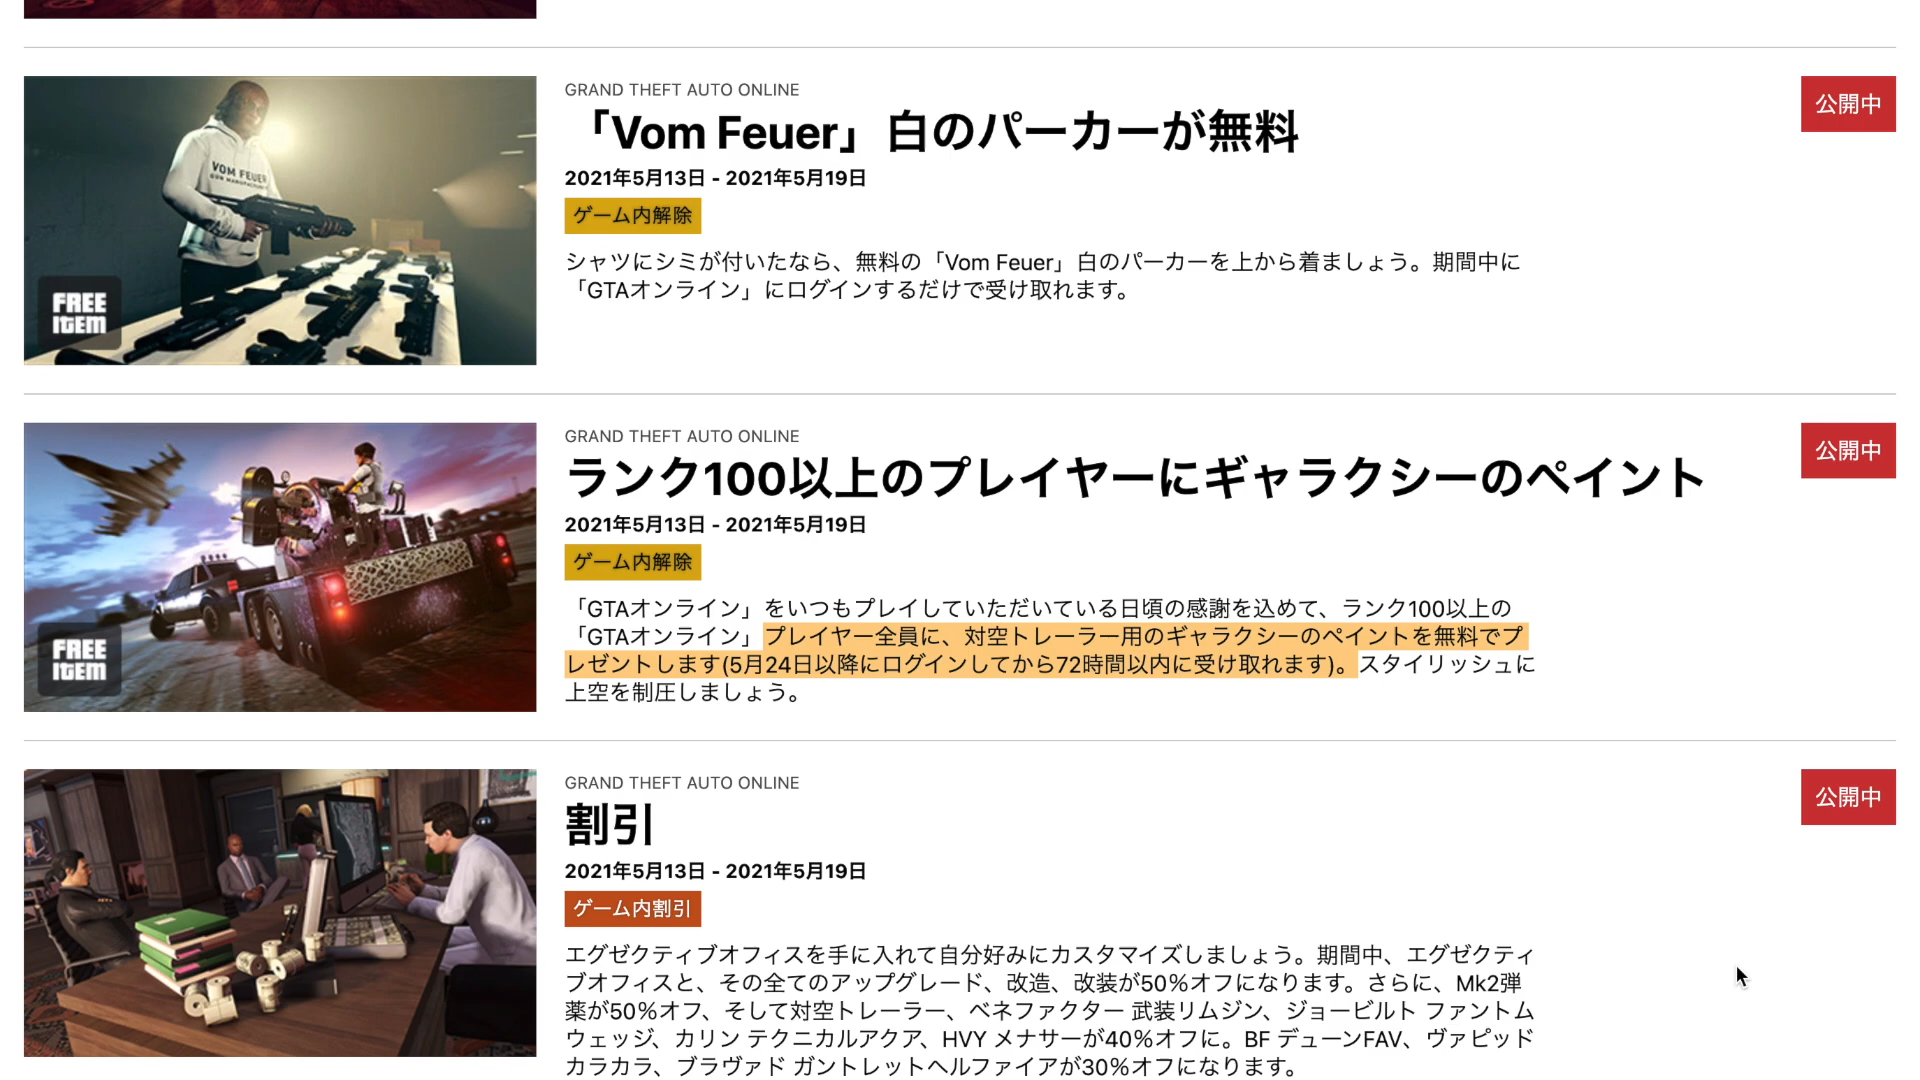 GRAND THEFT AUTO ONLINE
「Vom Feuer」白のパーカーが無料
公開中
2021年5月13日 - 2021年5月19日
ゲーム内解除
シャツにシミが付いたなら、無料の「Vom Feuer」白のパーカーを上から着ましょう。期間中に
「GTAオンライン」にログインするだけで受け取れます。
VOM FEUER
GUN MANUFACTURER
FREE
ITEM
GRAND THEFT AUTO ONLINE
ランク100以上のプレイヤーにギャラクシーのペイント
公開中
2021年5月13日 - 2021年5月19日
ゲーム内解除
「GTAオンライン」をいつもプレイしていただいている日頃の感謝を込めて、ランク100以上の
「GTAオンライン」プレイヤー全員に、対空トレーラー用のギャラクシーのペイントを無料でプ
レゼントします(5月24日以降にログインしてから72時間以内に受け取れます)。スタイリッシュに
上空を制圧しましょう。
FREE
ITEM
GRAND THEFT AUTO ONLINE
割引
公開中
2021年5月13日 - 2021年5月19日
ゲーム内割引
エグゼクティブオフィスを手に入れて自分好みにカスタマイズしましょう。期間中、エグゼクティ
ブオフィスと、その全てのアップグレード、改造、改装が50%オフになります。さらに、Mk2弾
薬が50%オフ、そして対空トレーラー、ベネファクター 武装リムジン、ジョービルト ファントム
ウェッジ、カリン テクニカルアクア、HVY メナサーが40%オフに。BF デューンFAV、ヴァピッド
カラカラ、ブラヴァド ガントレットヘルファイアが30%オフになります。